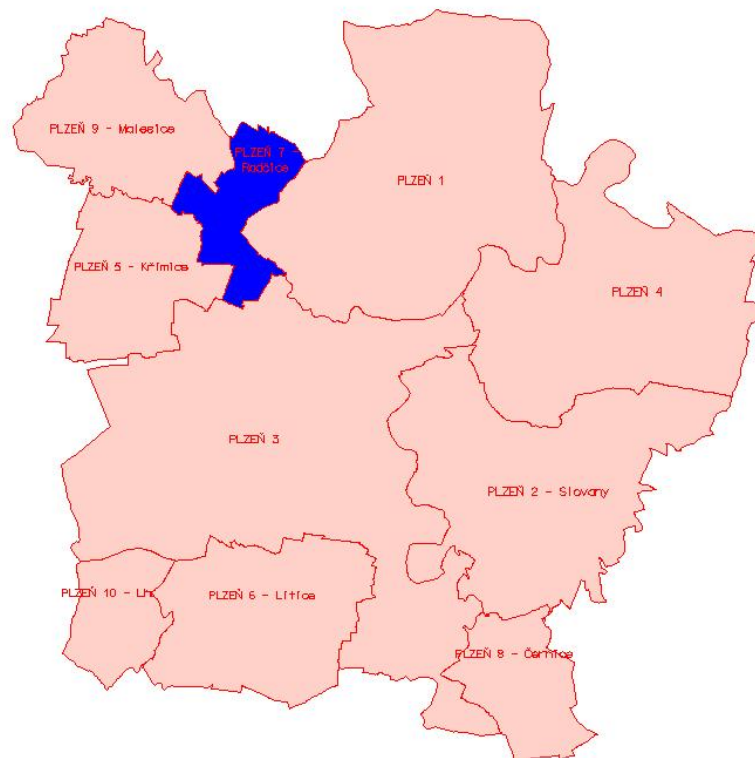 PLZEŇ 9 - Malesice
PLZEŇ 7 -
Radčice
PLZEŇ 1
PLZEŇ 5 - Křimice
PLZEŇ 4
PLZEŇ 3
PLZEŇ 2 - Slovany
PLZEŇ 10 - Lh
PLZEŇ 6 - Litice
PLZEŇ 8 - Černice